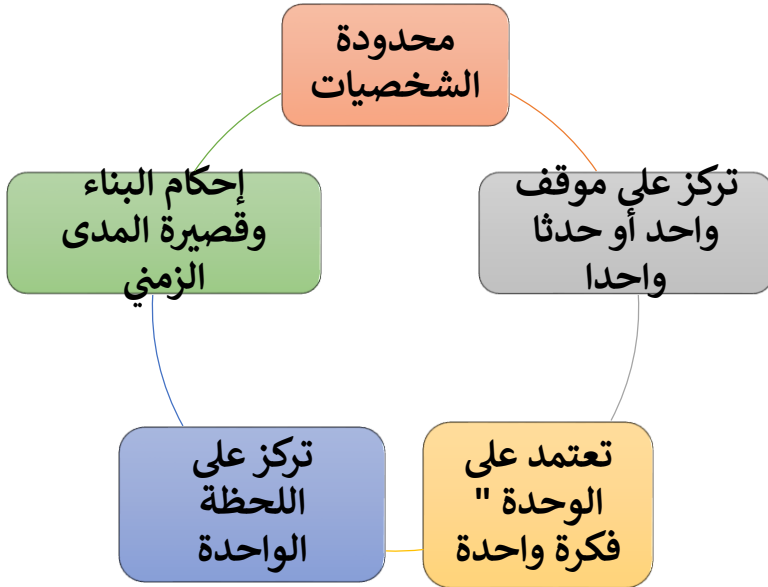 محدودة
الشخصيات
تركز على موقف
واحد أو حدثا
واحدا
تعتمد على
الوحدة "
فكرة واحدة
تركز على
اللحظة
الواحدة
إحكام البناء
وقصيرة المدى
الزمني